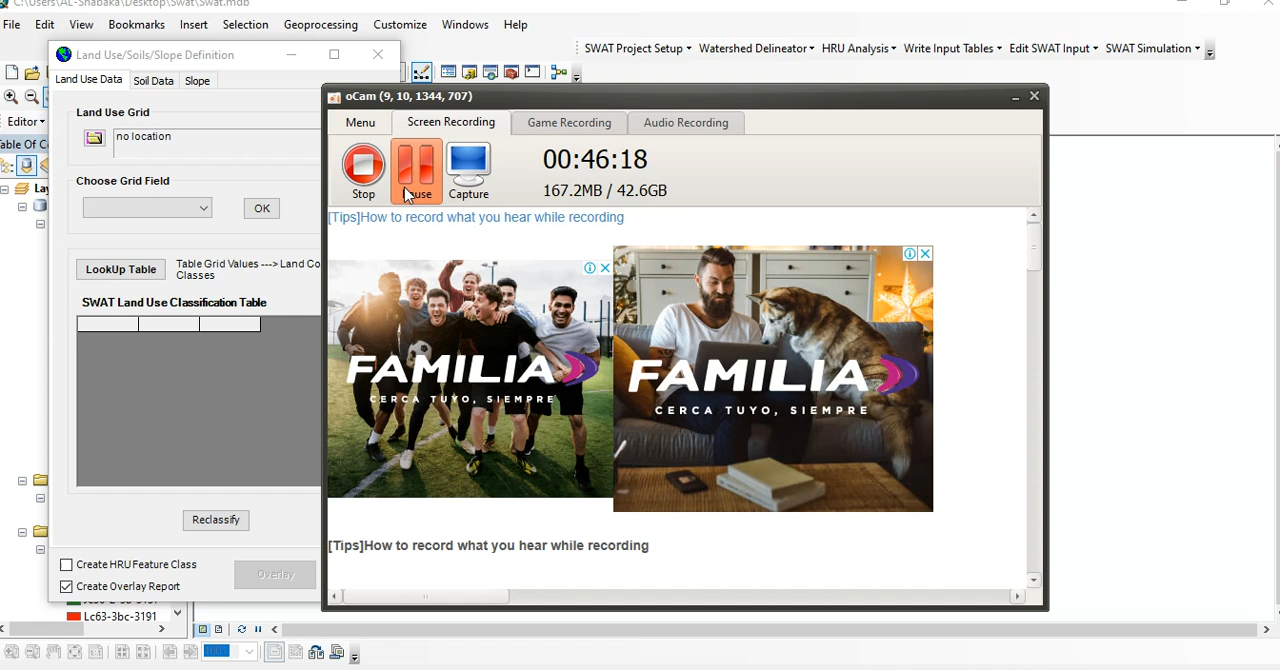 C:\Users\AL-Shabaka\Desktop\Swat\Swat.mdb
File Edit View Bookmarks Insert Selection Geoprocessing Customize Windows Help
SWAT Project Setup Watershed Delineator HRU Analysis Write Input Tables Edit SWAT Input SWAT Simulation
Land Use/Soils/Slope Definition
Land Use Data Soil Data Slope
Land Use Grid
no location
Choose Grid Field
OK
LookUp Table
Table Grid Values --->Land Co
Classes
SWAT Land Use Classification Table
Reclassify
Create HRU Feature Class
Create Overlay Report
Overlay
Editor
able Of C
Lay
Lc63-3bc-3191
oCam (9, 10, 1344, 707)
Menu Screen Recording Game Recording Audio Recording
Stop Pause Capture
00:46:18
167.2MB / 42.6GB
[Tips]How to record what you hear while recording
FAMILIA
CERCA TUYO, SIEMPRE
FAMILIA
CERCA TUYO, SIEMPRE
[Tips]How to record what you hear while recording